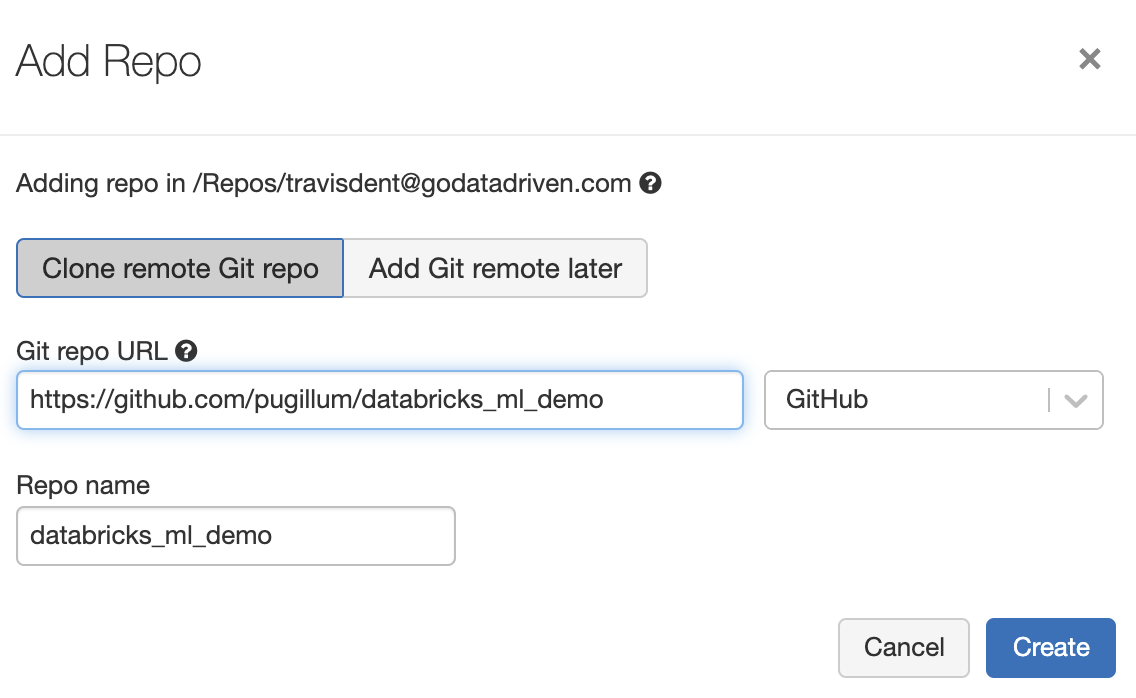 Add Repo
Adding repo in /Repos/travisdent@godatadriven.com
Clone remote Git repo
Add Git remote later
Git repo URL
https://github.com/pugillum/databricks_ml_demo
GitHub
Repo name
databricks_ml_demo
Cancel
Create